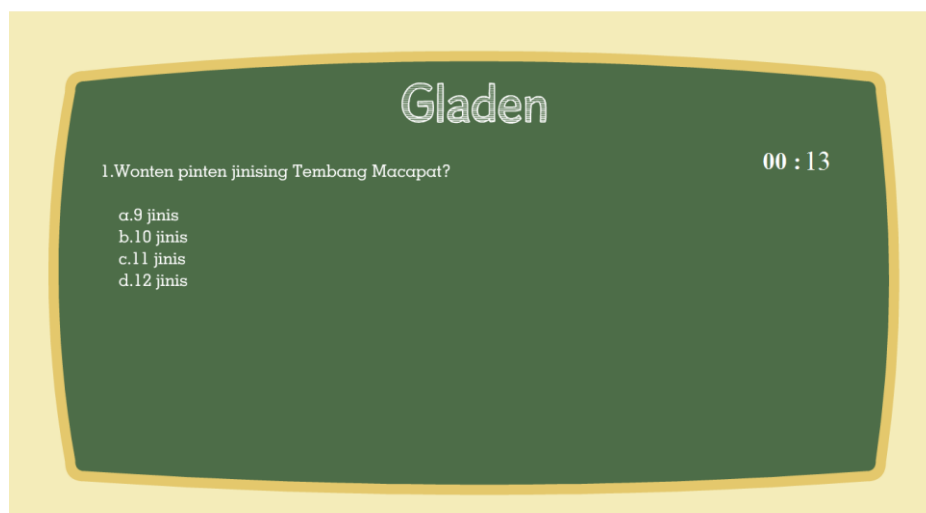 Gladen
00 : 13
1.Wonten pinten jinising Tembang Macapat?
a.9 jinis
b.10 jinis
c.11 jinis
d.12 jinis